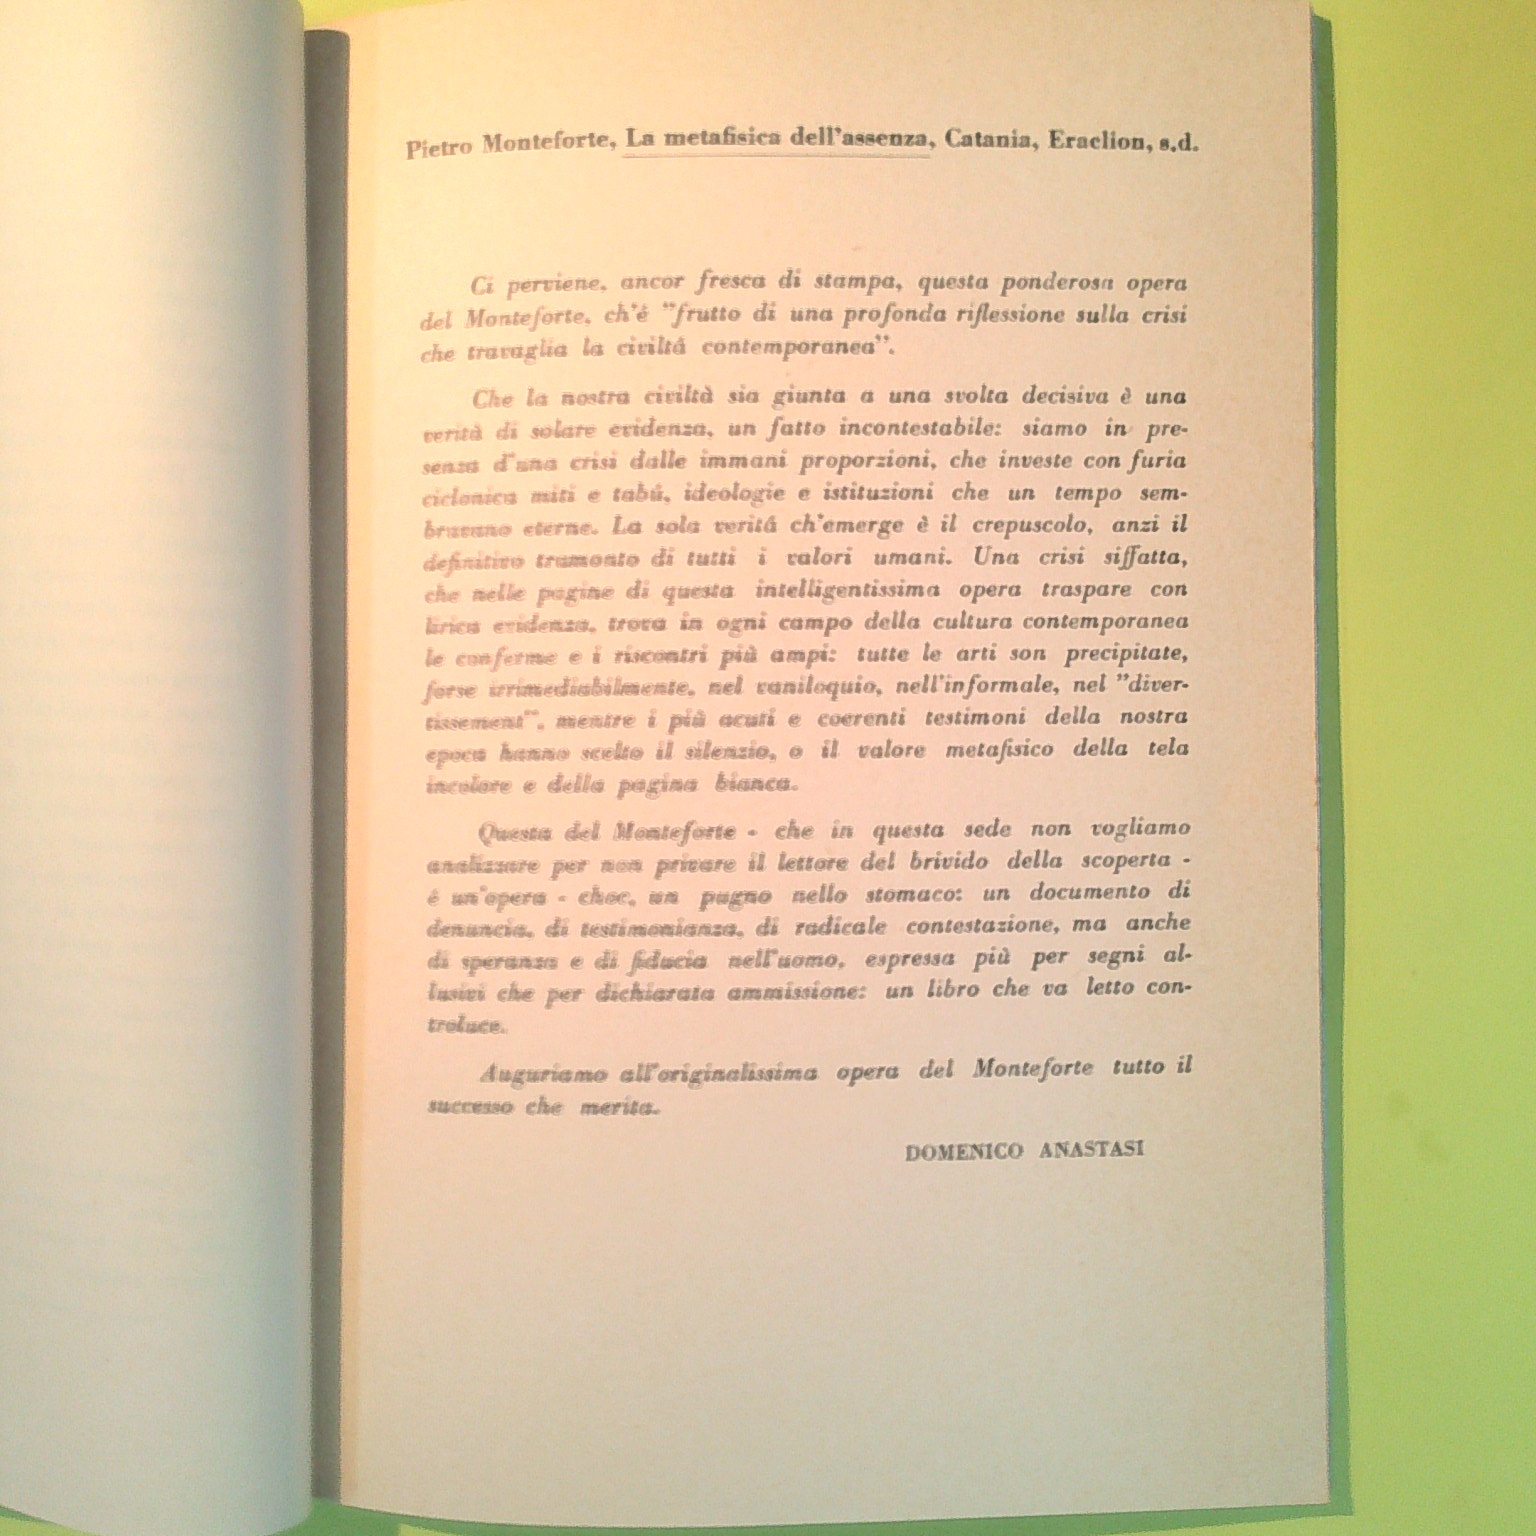 Pietro Monteforte, La metafisica dell'assenza, Catania, Eraclion, s.d.
Ci perviene, ancor fresca di stampa, questa ponderosa opera
del Monteforte, ch'é "frutto di una profonda riflessione sulla crisi
che travaglia la civiltá contemporanea".
Che la nostra civiltà sia giunta a una svolta decisiva è una
verità di solare evidenza, un fatto incontestabile: siamo in pre-
senza d'una crisi dalle immani proporzioni, che investe con furia
ciclonica miti e tabú, ideologie e istituzioni che un tempo sem-
bravano eterne. La sola veritá ch'emerge è il crepuscolo, anzi il
definitivo tramonto di tutti i valori umani. Una crisi siffatta,
che nelle pagine di questa intelligentissima opera traspare con
lirica evidenza, trova in ogni campo della cultura contemporanea
le conferme e i riscontri più ampi: tutte le arti son precipitate,
forse irrimediabilmente, nel vaniloquio, nell'informale, nel "diver-
tissement", mentre i più acuti e coerenti testimoni della nostra
epoca hanno scelto il silenzio, o il valore metafisico della tela
incolore e della pagina bianca.
Questa del Monteforte - che in questa sede non vogliamo
analizzare per non privare il lettore del brivido della scoperta -
é un'opera - choc, un pugno nello stomaco: un documento di
denuncia, di testimonianza, di radicale contestazione, ma anche
di speranza e di fiducia nell'uomo, espressa più per segni al-
lusivi che per dichiarata ammissione: un libro che va letto con-
troluce.
Auguriamo all'originalissima opera del Monteforte tutto il
successo che merita.
DOMENICO ANASTASI